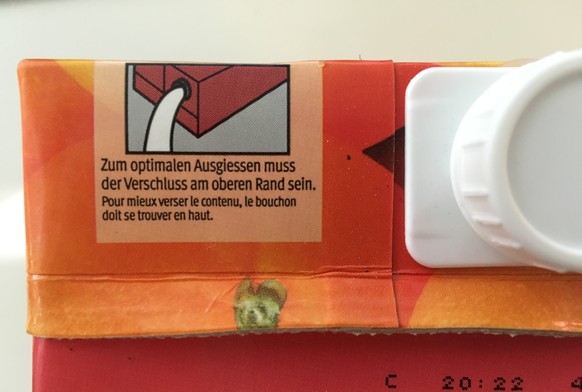 Zum optimalen Ausgiessen muss
der Verschluss am oberen Rand sein.
Pour mieux verser le contenu, le bouchon
doit se trouver en haut.
C 20:22